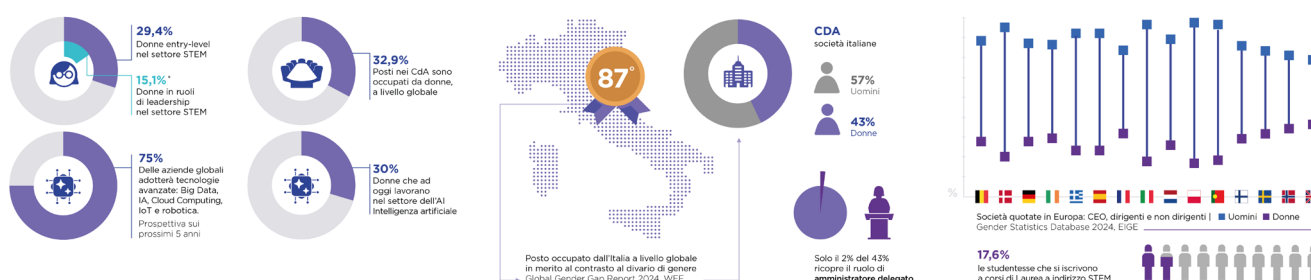 29,4%
Donne entry-level
nel settore STEM
15,1%*
Donne in ruoli
di leadership
nel settore STEM
32,9%
Posti nei CdA sono
occupati da donne,
a livello globale
75%
Delle aziende globali
adotterà tecnologie
avanzate: Big Data,
IA, Cloud Computing,
IoT e robotica.
Prospettiva sui
prossimi 5 anni
30%
Donne che ad
oggi lavorano
nel settore dell'AI
Intelligenza artificiale
87°
Posto occupato dall'Italia a livello globale
in merito al contrasto al divario di genere
Global Gender Gap Report 2024, WEF
CDA
società italiane
57%
Uomini
43%
Donne
Solo il 2% del 43%
ricopre il ruolo di
amministratore delegato
%
Società quotate in Europa: CEO, dirigenti e non dirigenti | Uomini Donne
Gender Statistics Database 2024, EIGE
17,6%
le studentesse che si iscrivono
a corsi di Laurea a indirizzo STEM